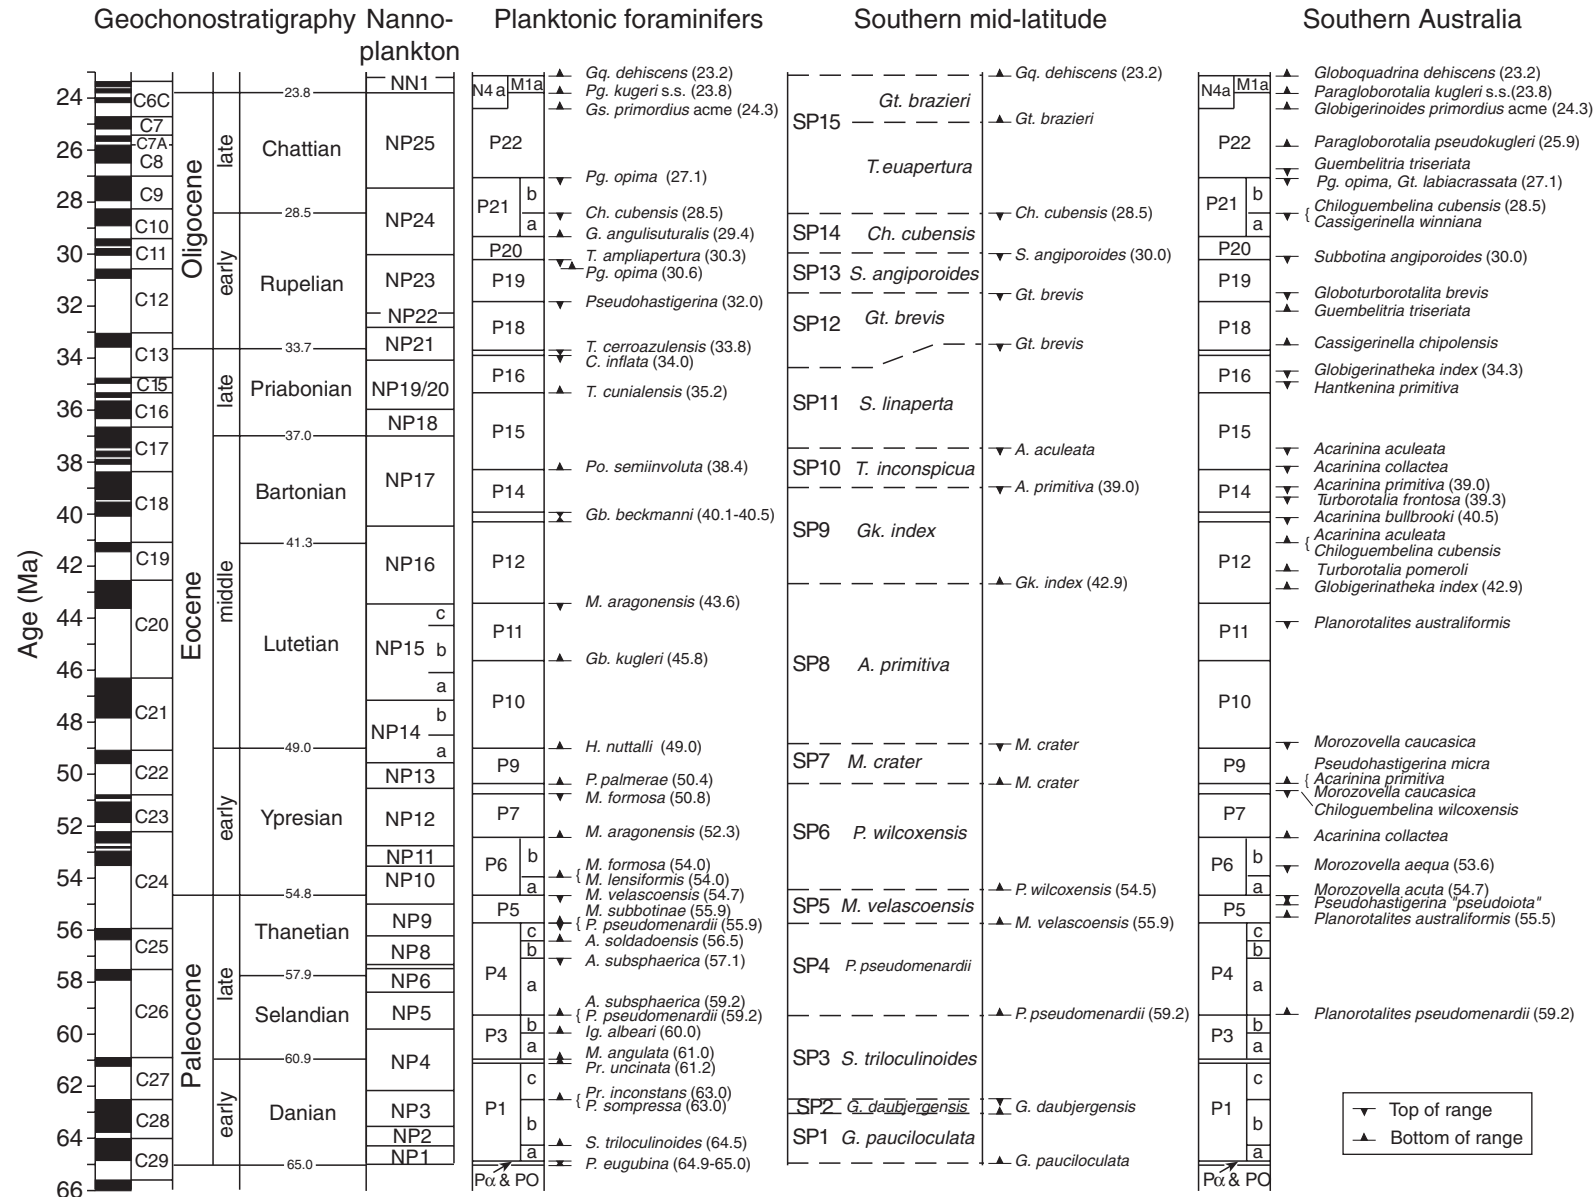 Geochonostratigraphy
Nanno-
plankton
Planktonic foraminifers
Southern mid-latitude
Southern Australia
Age (Ma)
24
26
28
30
32
34
36
38
40
42
44
46
48
50
52
54
56
58
60
62
64
66
C6C
C7
C7A
C8
C9
C10
C11
C12
C13
C15
C16
C17
C18
C19
C20
C21
C22
C23
C24
C25
C26
C27
C28
C29
Oligocene
Eocene
Paleocene
late
early
late
middle
early
late
early
23.8
Chattian
28.5
Rupelian
33.7
Priabonian
37.0
Bartonian
41.3
Lutetian
49.0
Ypresian
54.8
Thanetian
57.9
Selandian
60.9
Danian
65.0
NN1
NP25
NP24
NP23
NP22
NP21
NP19/20
NP18
NP17
NP16
c
NP15 b
a
b
NP14
a
NP13
NP12
NP11
NP10
NP9
NP8
NP6
NP5
NP4
NP3
NP2
NP1
N4a M1a
P22
P21 b
a
P20
P19
P18
P16
P15
P14
P12
P11
P10
P9
P7
P6 b
a
P5
c
b
P4 a
P3 b
a
c
P1 b
a
Pα & PO
Gq. dehiscens (23.2)
Pg. kugeri s.s. (23.8)
Gs. primordius acme (24.3)
Pg. opima (27.1)
Ch. cubensis (28.5)
G. angulisuturalis (29.4)
T. ampliapertura (30.3)
Pg. opima (30.6)
Pseudohastigerina (32.0)
T. cerroazulensis (33.8)
C. inflata (34.0)
T. cunialensis (35.2)
Po. semiinvoluta (38.4)
Gb. beckmanni (40.1-40.5)
M. aragonensis (43.6)
Gb. kugleri (45.8)
H. nuttalli (49.0)
P. palmerae (50.4)
M. formosa (50.8)
M. aragonensis (52.3)
M. formosa (54.0)
{ M. lensiformis (54.0)
M. velascoensis (54.7)
M. subbotinae (55.9)
{ P. pseudomenardii (55.9)
A. soldadoensis (56.5)
A. subsphaerica (57.1)
A. subsphaerica (59.2)
{ P. pseudomenardii (59.2)
Ig. albeari (60.0)
M. angulata (61.0)
Pr. uncinata (61.2)
{ Pr. inconstans (63.0)
P. sompressa (63.0)
S. triloculinoides (64.5)
P. eugubina (64.9-65.0)
Gt. brazieri
SP15
T. euapertura
SP14 Ch. cubensis
SP13 S. angiporoides
SP12 Gt. brevis
SP11 S. linaperta
SP10 T. inconspicua
SP9 Gk. index
SP8 A. primitiva
SP7 M. crater
SP6 P. wilcoxensis
SP5 M. velascoensis
SP4 P. pseudomenardii
SP3 S. triloculinoides
SP2 G. daubjergensis
SP1 G. pauciloculata
Gq. dehiscens (23.2)
Gt. brazieri
Ch. cubensis (28.5)
S. angiporoides (30.0)
Gt. brevis
Gt. brevis
A. aculeata
A. primitiva (39.0)
Gk. index (42.9)
M. crater
M. crater
P. wilcoxensis (54.5)
M. velascoensis (55.9)
P. pseudomenardii (59.2)
G. daubjergensis
G. pauciloculata
N4a M1a
P22
P21 b
a
P20
P19
P18
P16
P15
P14
P12
P11
P10
P9
P7
P6 b
a
P5
c
b
P4 a
P3 b
a
c
P1 b
a
Pα & PO
Globoquadrina dehiscens (23.2)
Paragloborotalia kugleri s.s.(23.8)
Globigerinoides primordius acme (24.3)
Paragloborotalia pseudokugleri (25.9)
Guembelitria triseriata
Pg. opima, Gt. labiacrassata (27.1)
{ Chiloguembelina cubensis (28.5)
Cassigerinella winniana
Subbotina angiporoides (30.0)
Globoturborotalita brevis
Guembelitria triseriata
Cassigerinella chipolensis
Globigerinatheka index (34.3)
Hantkenina primitiva
Acarinina aculeata
Acarinina collactea
Acarinina primitiva (39.0)
Turborotalia frontosa (39.3)
Acarinina bullbrooki (40.5)
Acarinina aculeata
{ Chiloguembelina cubensis
Turborotalia pomeroli
Globigerinatheka index (42.9)
Planorotalites australiformis
Morozovella caucasica
Pseudohastigerina micra
{ Acarinina primitiva
Morozovella caucasica
Chiloguembelina wilcoxensis
Acarinina collactea
Morozovella aequa (53.6)
Morozovella acuta (54.7)
Pseudohastigerina "pseudoiota"
Planorotalites australiformis (55.5)
Planorotalites pseudomenardii (59.2)
Top of range
Bottom of range